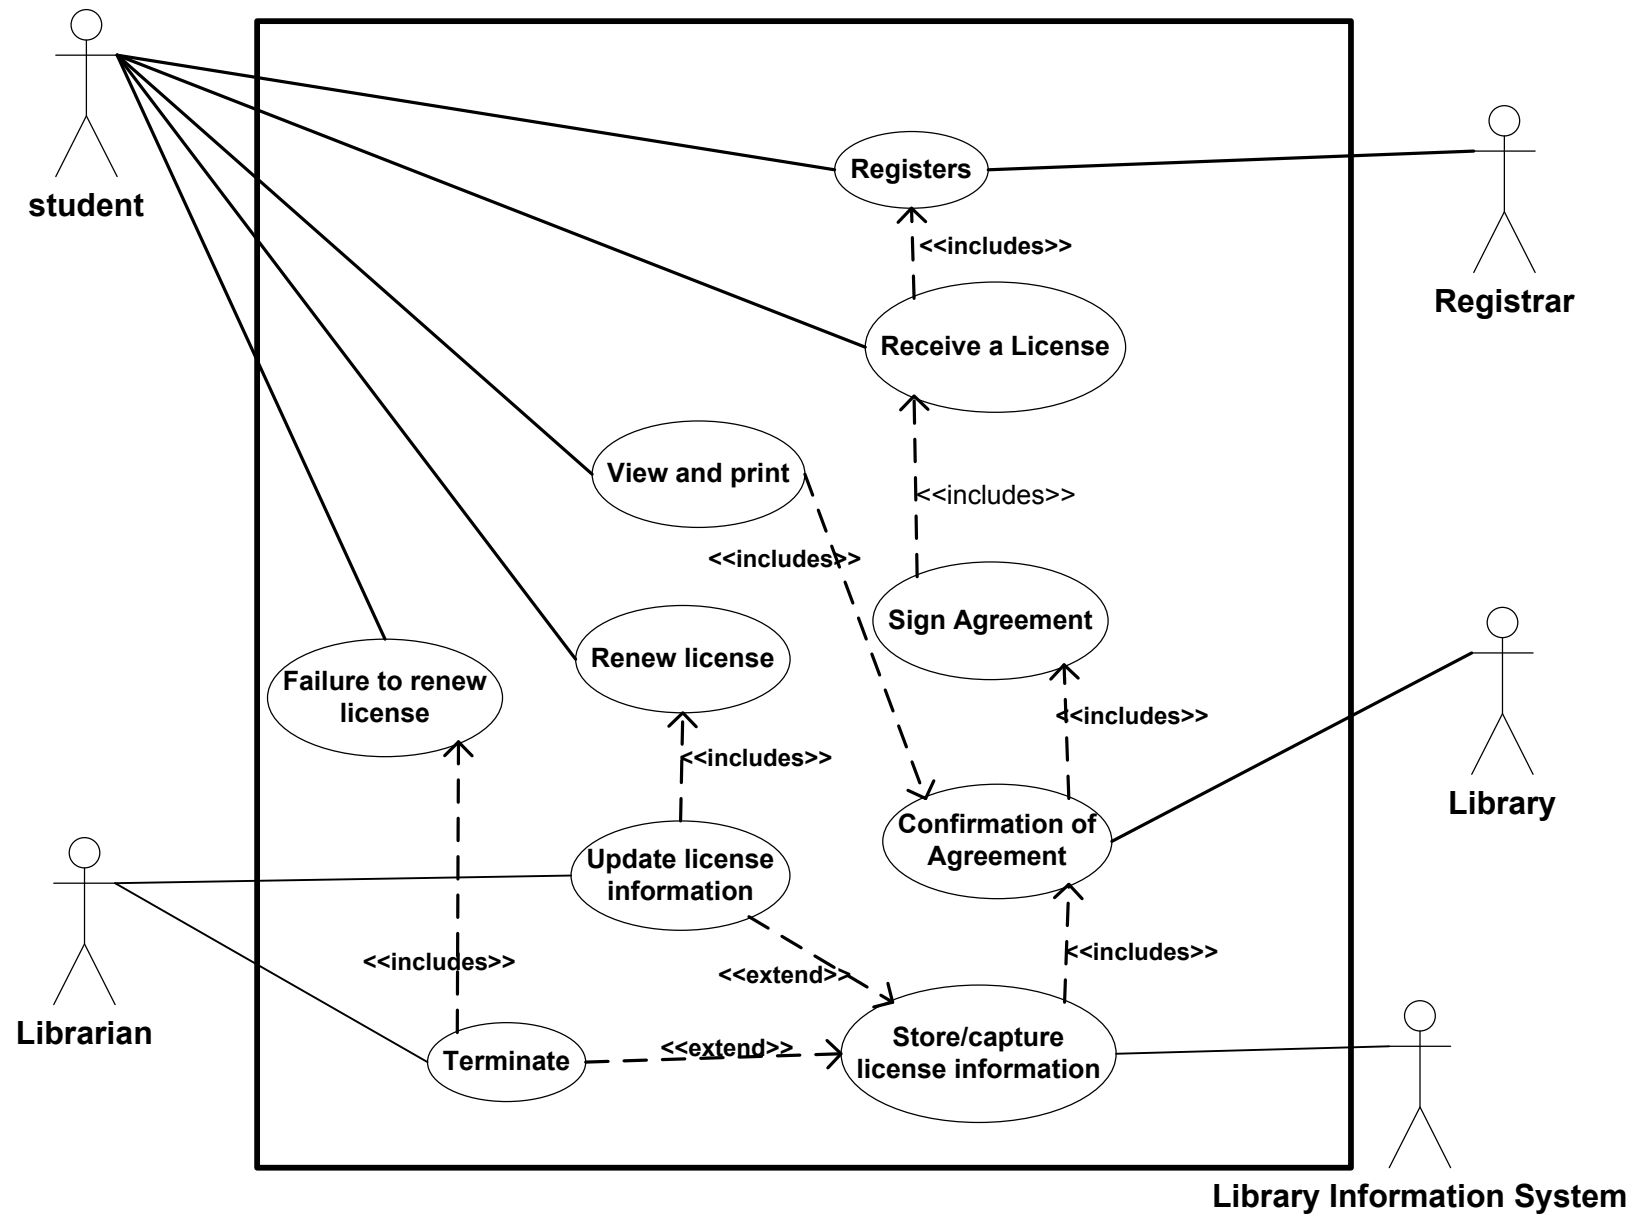 Registers
student
<<includes>>
Registrar
Receive a License
View and print
<<includes>>
<<includes>>
Sign Agreement
Renew license
Failure to renew
license
<<includes>>
<<includes>>
Library
Confirmation of
Agreement
Update license
information
<<includes>>
<<includes>>
<<extend>>
Librarian
Store/capture
license information
<<extend>>
Terminate
Library Information System